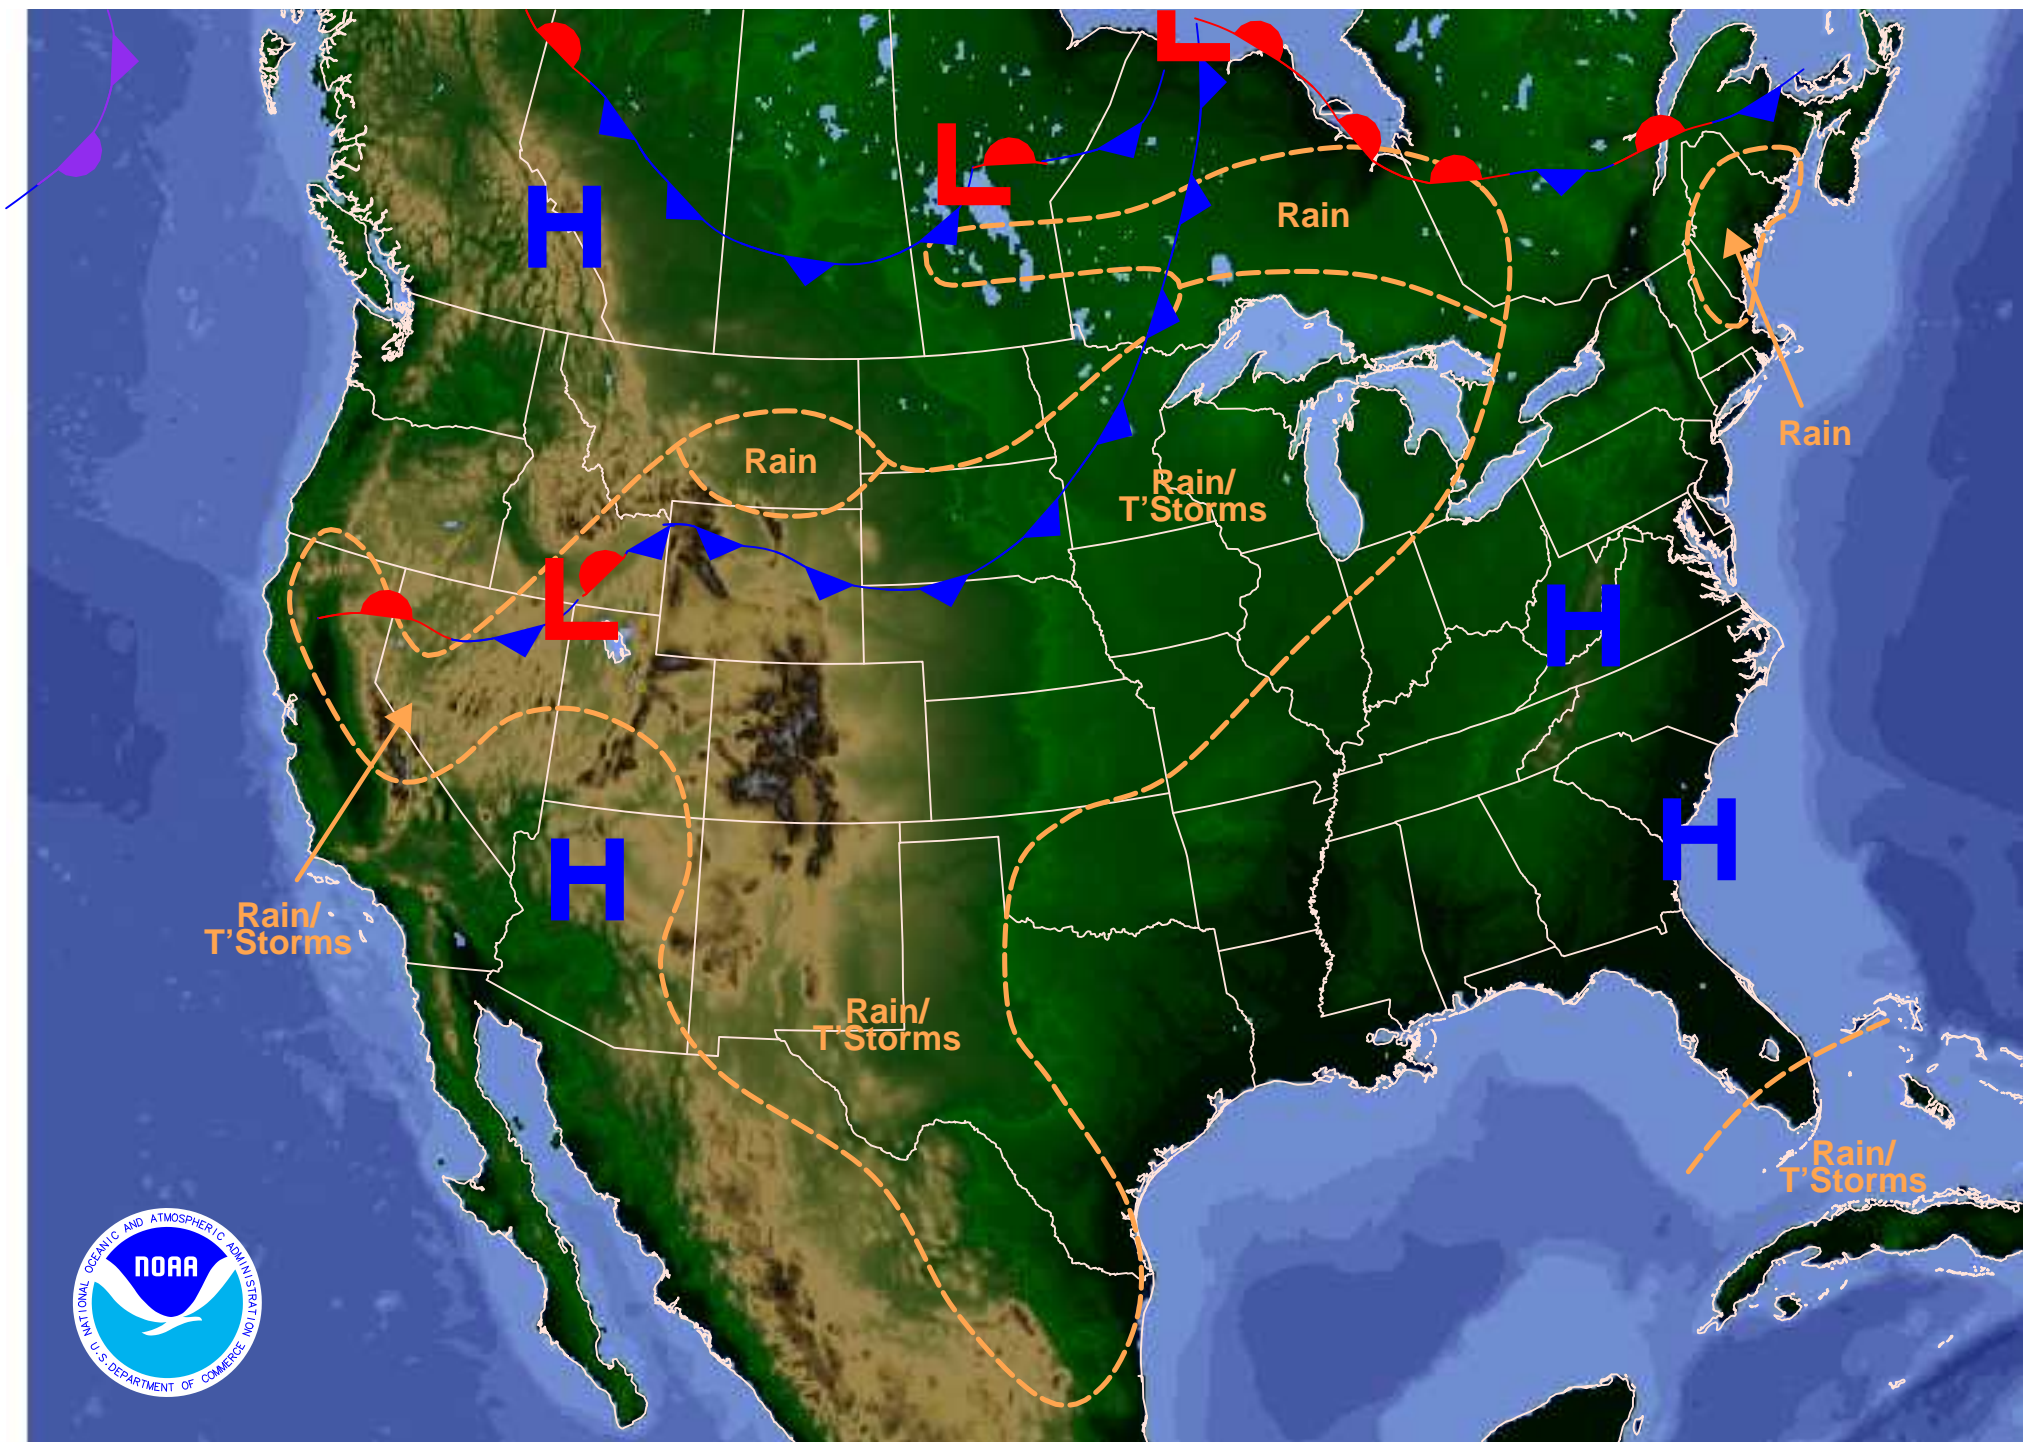 L
L
H
Rain
Rain
Rain
Rain/
T'Storms
L
H
H
H
Rain/
T'Storms
Rain/
T'Storms
Rain/
T'Storms
NATIONAL OCEANIC AND ATMOSPHERIC ADMINISTRATION
NOAA
U.S. DEPARTMENT OF COMMERCE